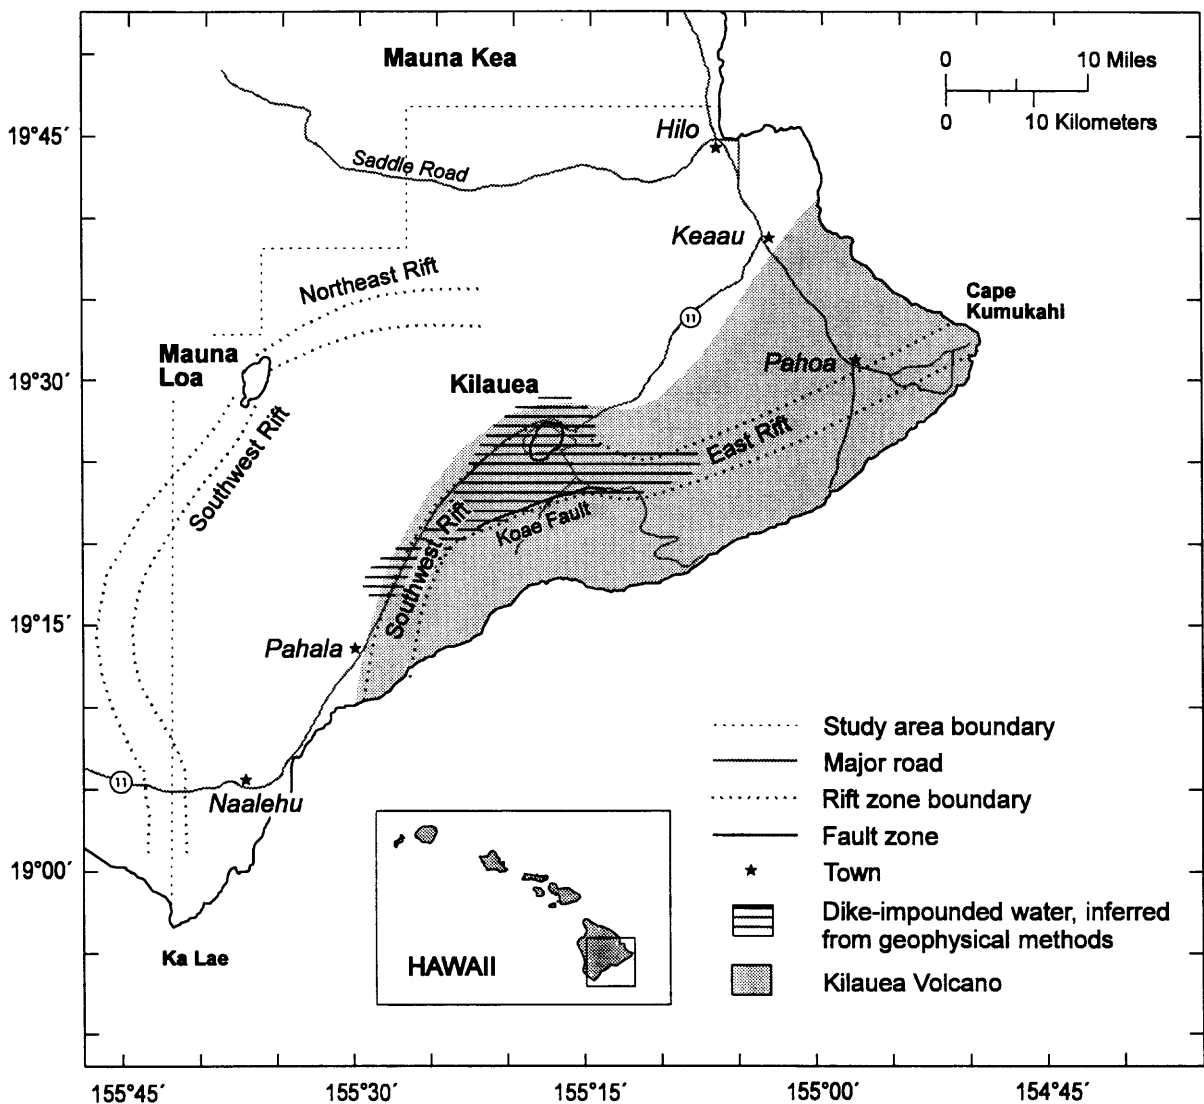 Mauna Kea
0 10 Miles
0 10 Kilometers
Hilo
19°45´
Saddle Road
Keaau
Northeast Rift
Cape
Kumukahi
11
Mauna
Loa
Pahoa
19°30´
Kilauea
East Rift
Southwest Rift
Koae Fault
Southwest Rift
19°15´
Pahala
Study area boundary
Major road
11
Rift zone boundary
Naalehu
Fault zone
19°00´
Town
Dike-impounded water, inferred
from geophysical methods
Ka Lae
HAWAII
Kilauea Volcano
155°45´ 155°30´ 155°15´ 155°00´ 154°45´